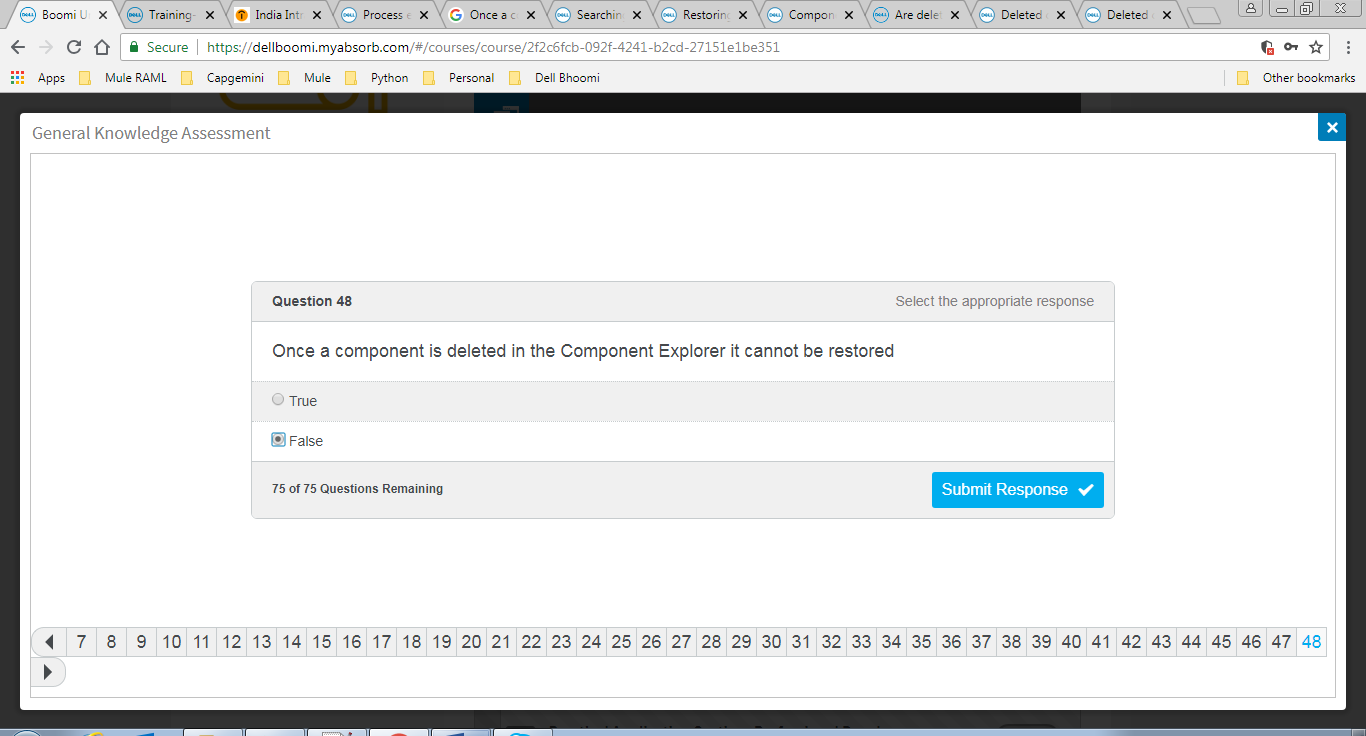 Boomi U
Training-
India Int
Process e
Once a c
Searchin
Restoring
Compon
Are delet
Deleted
Deleted
Secure
https://dellboomi.myabsorb.com/#/courses/course/2f2c6fcb-092f-4241-b2cd-27151e1be351
Apps Mule RAML Capgemini Mule Python Personal Dell Bhoomi Other bookmarks
General Knowledge Assessment
Question 48
Select the appropriate response
Once a component is deleted in the Component Explorer it cannot be restored
True
False
75 of 75 Questions Remaining
Submit Response
7 8 9 10 11 12 13 14 15 16 17 18 19 20 21 22 23 24 25 26 27 28 29 30 31 32 33 34 35 36 37 38 39 40 41 42 43 44 45 46 47 48